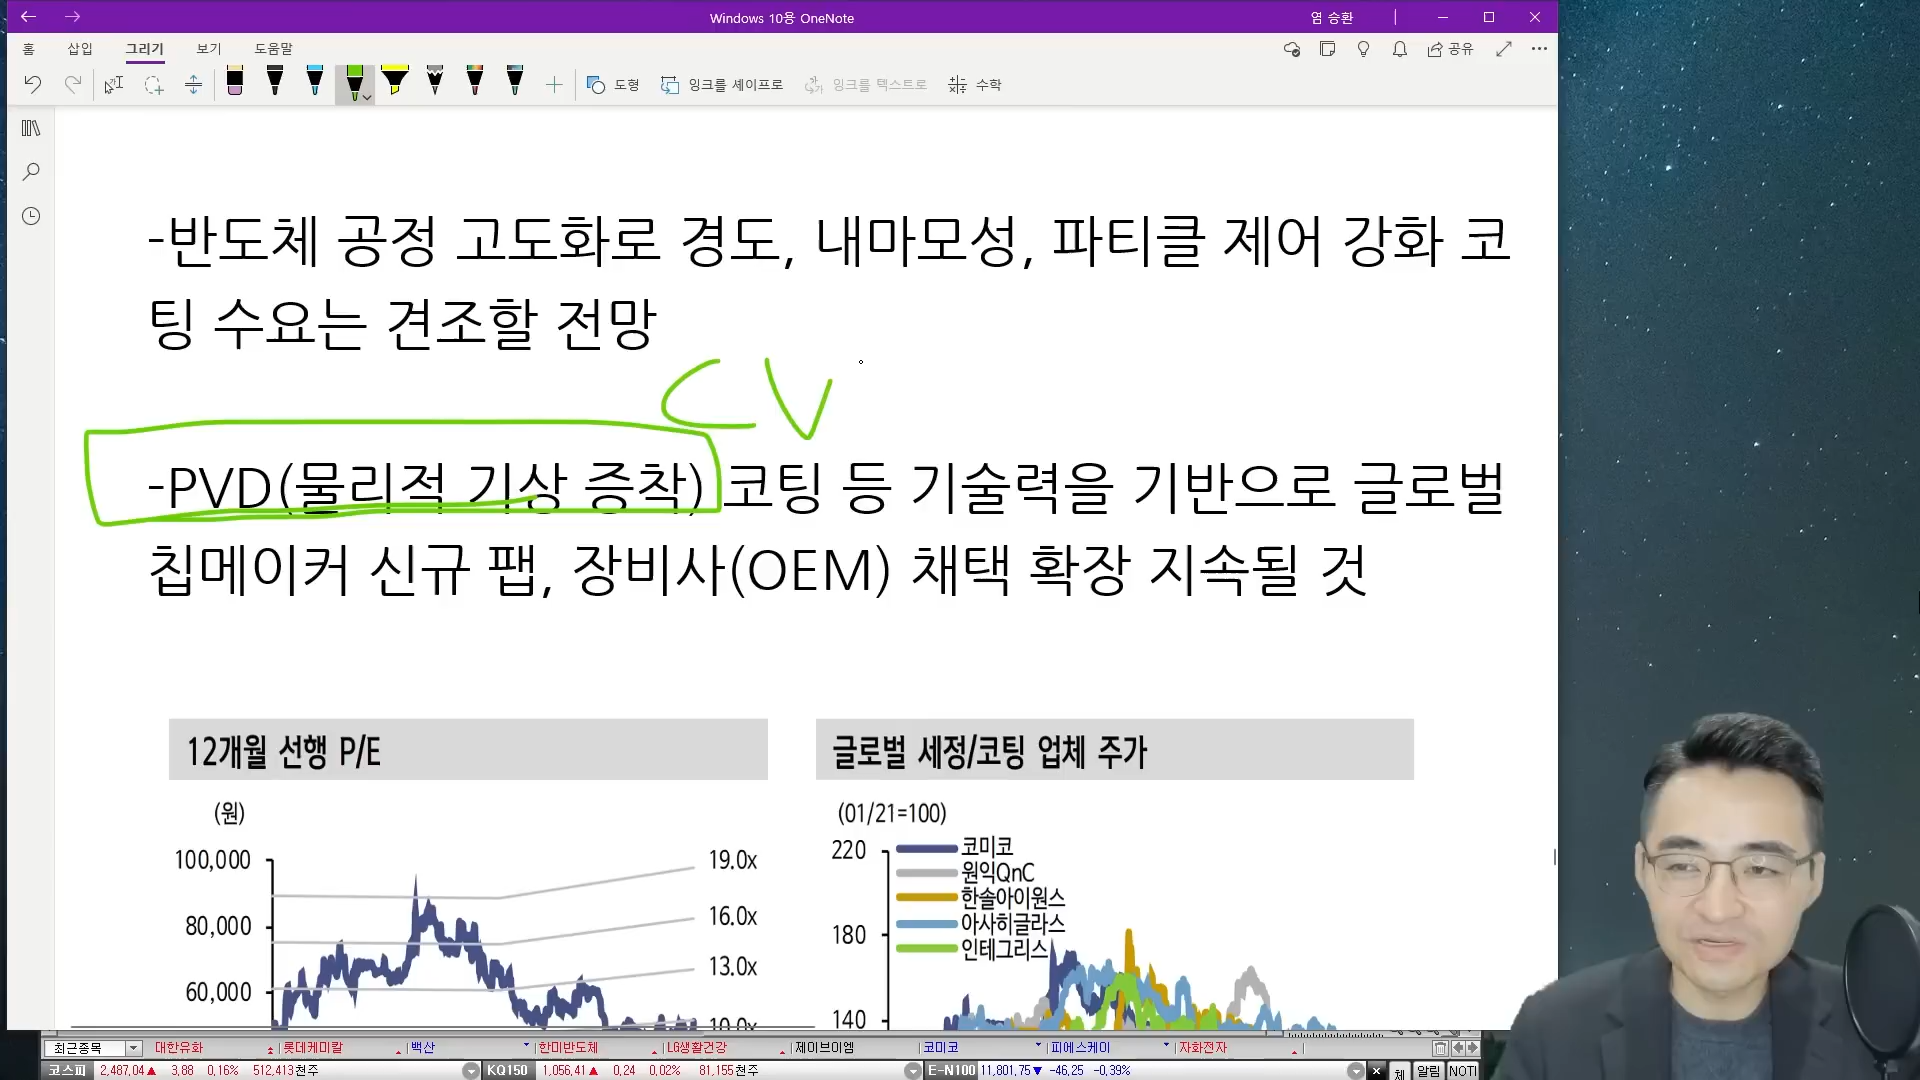 Windows 10용 OneNote
염 승환
홈 삽입 그리기 보기 도움말
공유
도형 잉크를 셰이프로 잉크를 텍스트로 수학
-반도체 공정 고도화로 경도, 내마모성, 파티클 제어 강화 코
팅 수요는 견조할 전망
CV
-PVD(물리적 기상 증착) 코팅 등 기술력을 기반으로 글로벌
칩메이커 신규 팹, 장비사(OEM) 채택 확장 지속될 것
12개월 선행 P/E
(원)
100,000
80,000
60,000
19.0x
16.0x
13.0x
10.0x
글로벌 세정/코팅 업체 주가
(01/21=100)
220
180
140
코미코
원익QnC
한솔아이원스
아사히글라스
인테그리스
최근종목 대한유화 롯데케미칼 백산 한미반도체 LG생활건강 제이브이엠 코미코 피에스케이 자화전자
코스피 2,487,04▲ 3,88 0,16% 512,413천주 KQ150 1,056,41▲ 0,24 0,02% 81,155천주 E-N100 11,801,75▼ -46,25 -0,39% 체 알림 NOTI